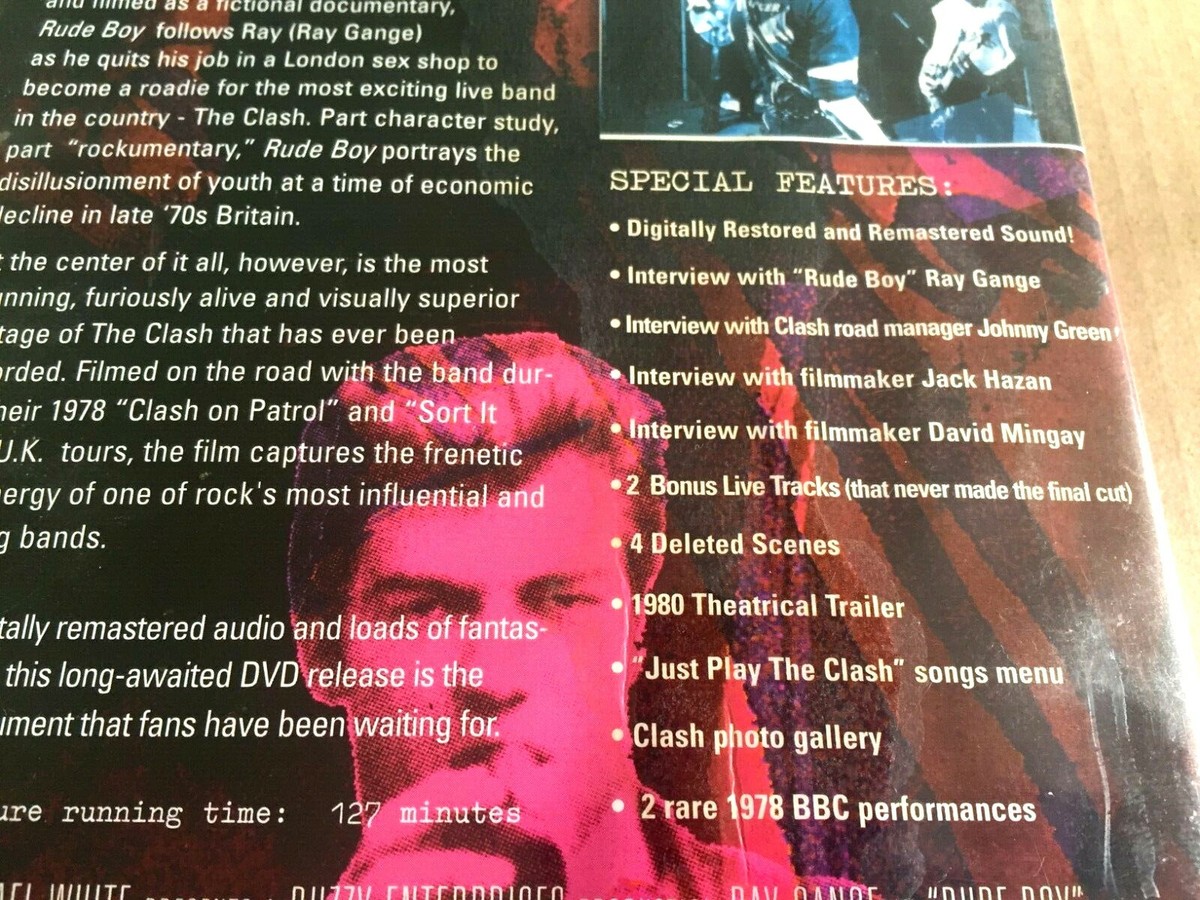 and filmed as a fictional documentary,
Rude Boy follows Ray (Ray Gange)
as he quits his job in a London sex shop to
become a roadie for the most exciting live band
in the country - The Clash. Part character study,
part "rockumentary," Rude Boy portrays the
disillusionment of youth at a time of economic
decline in late '70s Britain.
the center of it all, however, is the most
furiously alive and visually superior
of The Clash that has ever been
Filmed on the road with the band dur-
1978 "Clash on Patrol" and "Sort It
U.K. tours, the film captures the frenetic
of one of rock's most influential and
bands.
remastered audio and loads of fantas-
this long-awaited DVD release is the
that fans have been waiting for.
running time: 127 minutes
SPECIAL FEATURES:
• Digitally Restored and Remastered Sound!
• Interview with "Rude Boy" Ray Gange
• Interview with Clash road manager Johnny Green
• Interview with filmmaker Jack Hazan
• Interview with filmmaker David Mingay
• 2 Bonus Live Tracks (that never made the final cut)
• 4 Deleted Scenes
• 1980 Theatrical Trailer
• "Just Play The Clash" songs menu
• Clash photo gallery
• 2 rare 1978 BBC performances
RAY GANGE "RUDE BOY"